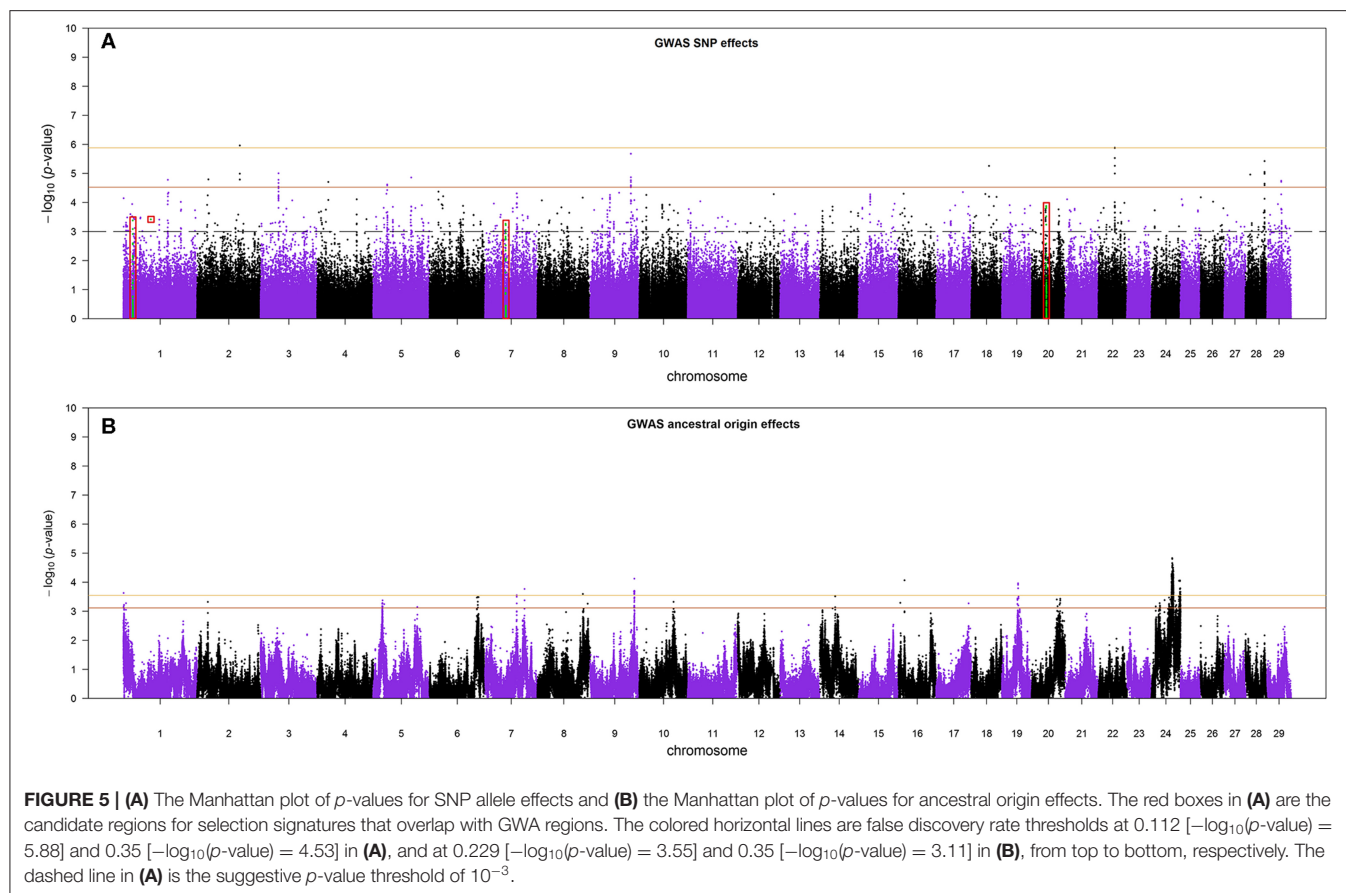 A
GWAS SNP effects
10
9
8
7
6
5
4
3
2
1
0
−log10 (p-value)
1 2 3 4 5 6 7 8 9 10 11 12 13 14 15 16 17 18 19 20 21 22 23 24 25 26 27 28 29
chromosome
B
GWAS ancestral origin effects
10
9
8
7
6
5
4
3
2
1
0
−log10 (p-value)
1 2 3 4 5 6 7 8 9 10 11 12 13 14 15 16 17 18 19 20 21 22 23 24 25 26 27 28 29
chromosome
FIGURE 5 | (A) The Manhattan plot of p-values for SNP allele effects and (B) the Manhattan plot of p-values for ancestral origin effects. The red boxes in (A) are the
candidate regions for selection signatures that overlap with GWA regions. The colored horizontal lines are false discovery rate thresholds at 0.112 [−log10(p-value) =
5.88] and 0.35 [−log10(p-value) = 4.53] in (A), and at 0.229 [−log10(p-value) = 3.55] and 0.35 [−log10(p-value) = 3.11] in (B), from top to bottom, respectively. The
dashed line in (A) is the suggestive p-value threshold of 10−3.